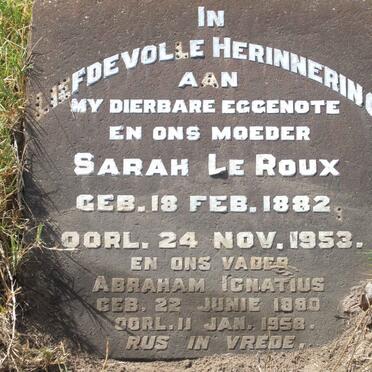 IN
LIEFDEVOLLE HERINNERING
AAN
MY DIERBARE EGGENOTE
EN ONS MOEDER
SARAH LE ROUX
GEB. 18 FEB. 1882.
OORL. 24 NOV. 1953.
EN ONS VADER
ABRAHAM IGNATIUS
GEB. 22 JUNIE 1880
OORL. 11 JAN. 1958.
RUS IN VREDE.